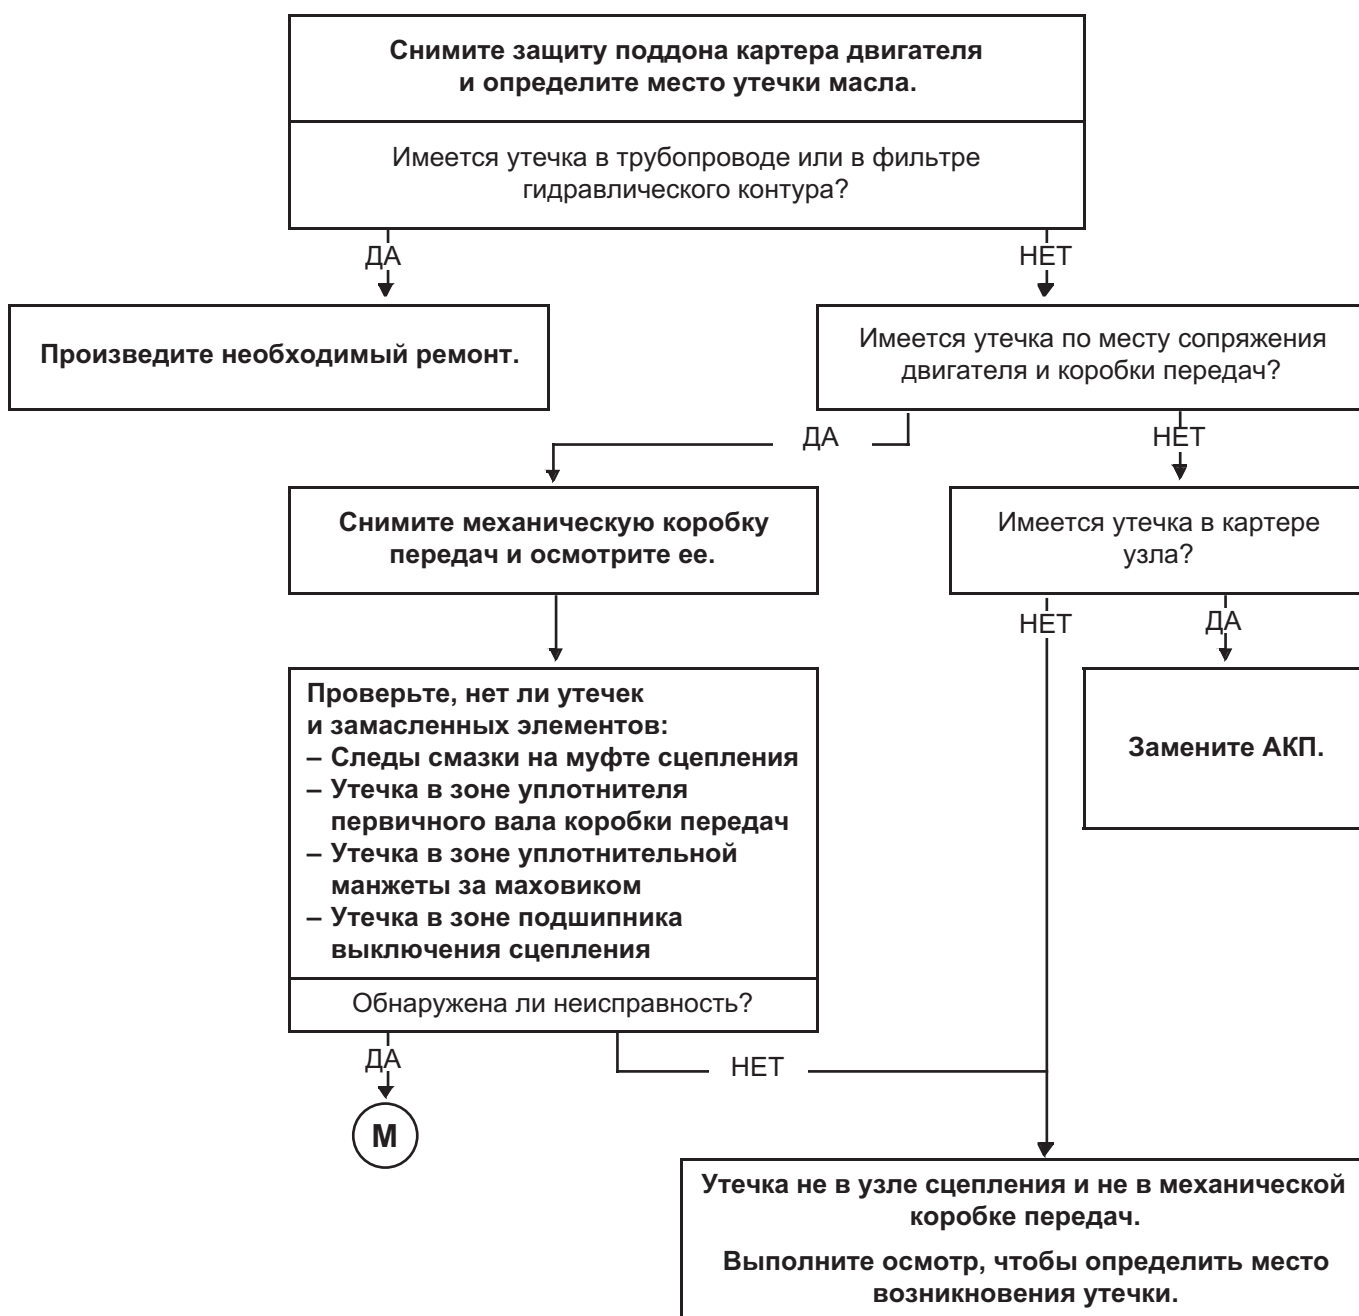 Снимите защиту поддона картера двигателя
и определите место утечки масла.
Имеется утечка в трубопроводе или в фильтре
гидравлического контура?
ДА
НЕТ
Произведите необходимый ремонт.
Имеется утечка по месту сопряжения
двигателя и коробки передач?
ДА
НЕТ
Снимите механическую коробку
передач и осмотрите ее.
Имеется утечка в картере
узла?
НЕТ
ДА
Проверьте, нет ли утечек
и замасленных элементов:
– Следы смазки на муфте сцепления
– Утечка в зоне уплотнителя
первичного вала коробки передач
– Утечка в зоне уплотнительной
манжеты за маховиком
– Утечка в зоне подшипника
выключения сцепления
Замените АКП.
Обнаружена ли неисправность?
ДА
НЕТ
М
Утечка не в узле сцепления и не в механической
коробке передач.
Выполните осмотр, чтобы определить место
возникновения утечки.